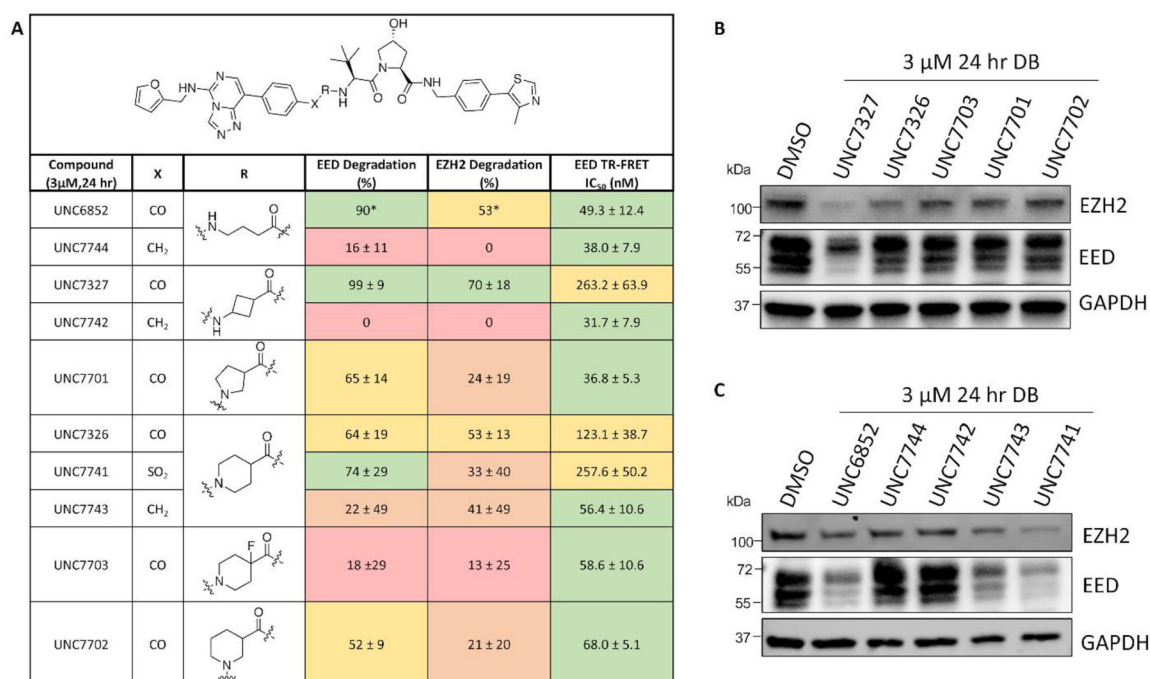 A
OH
O
HN
N
N
N
N
N
X
R
N
H
O
N
O
NH
S
N
Compound (3µM,24 hr) X R EED Degradation (%) EZH2 Degradation (%) EED TR-FRET IC50 (nM)
UNC6852 CO 90* 53* 49.3 ± 12.4
H
N
O
UNC7744 CH2 16 ± 11 0 38.0 ± 7.9
UNC7327 CO 99 ± 9 70 ± 18 263.2 ± 63.9
O
N
H
UNC7742 CH2 0 0 31.7 ± 7.9
UNC7701 CO 65 ± 14 24 ± 19 36.8 ± 5.3
O
N
UNC7326 CO 64 ± 19 53 ± 13 123.1 ± 38.7
O
N
UNC7741 SO2 74 ± 29 33 ± 40 257.6 ± 50.2
UNC7743 CH2 22 ± 49 41 ± 49 56.4 ± 10.6
UNC7703 CO 18 ±29 13 ± 25 58.6 ± 10.6
F
O
N
UNC7702 CO 52 ± 9 21 ± 20 68.0 ± 5.1
O
N
B
3 µM 24 hr DB
DMSO UNC7327 UNC7326 UNC7703 UNC7701 UNC7702
kDa
100 EZH2
72
EED
55
37 GAPDH
C
3 µM 24 hr DB
DMSO UNC6852 UNC7744 UNC7742 UNC7743 UNC7741
kDa
100 EZH2
72
EED
55
37 GAPDH